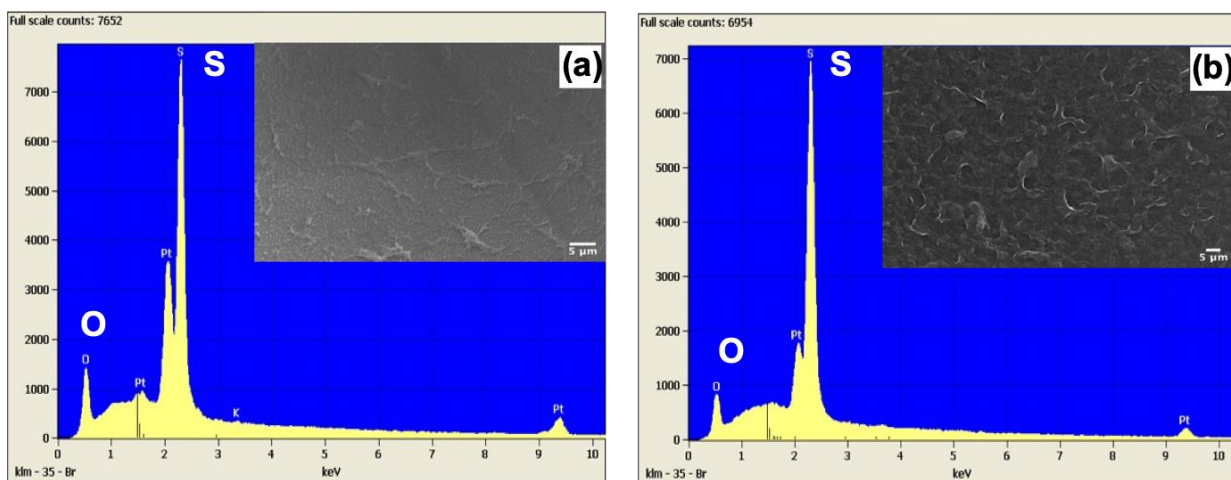 Full scale counts: 7652
(a)
S
S
7000
6000
5000
4000
3000
2000
1000
0
Pt
O
O
Pt
K
Pt
5 µm
0 1 2 3 4 5 6 7 8 9 10
klm - 35 - Br
keV
Full scale counts: 6954
(b)
S
S
7000
6000
5000
4000
3000
2000
1000
0
Pt
O
O
Pt
5 µm
0 1 2 3 4 5 6 7 8 9 10
klm - 35 - Br
keV